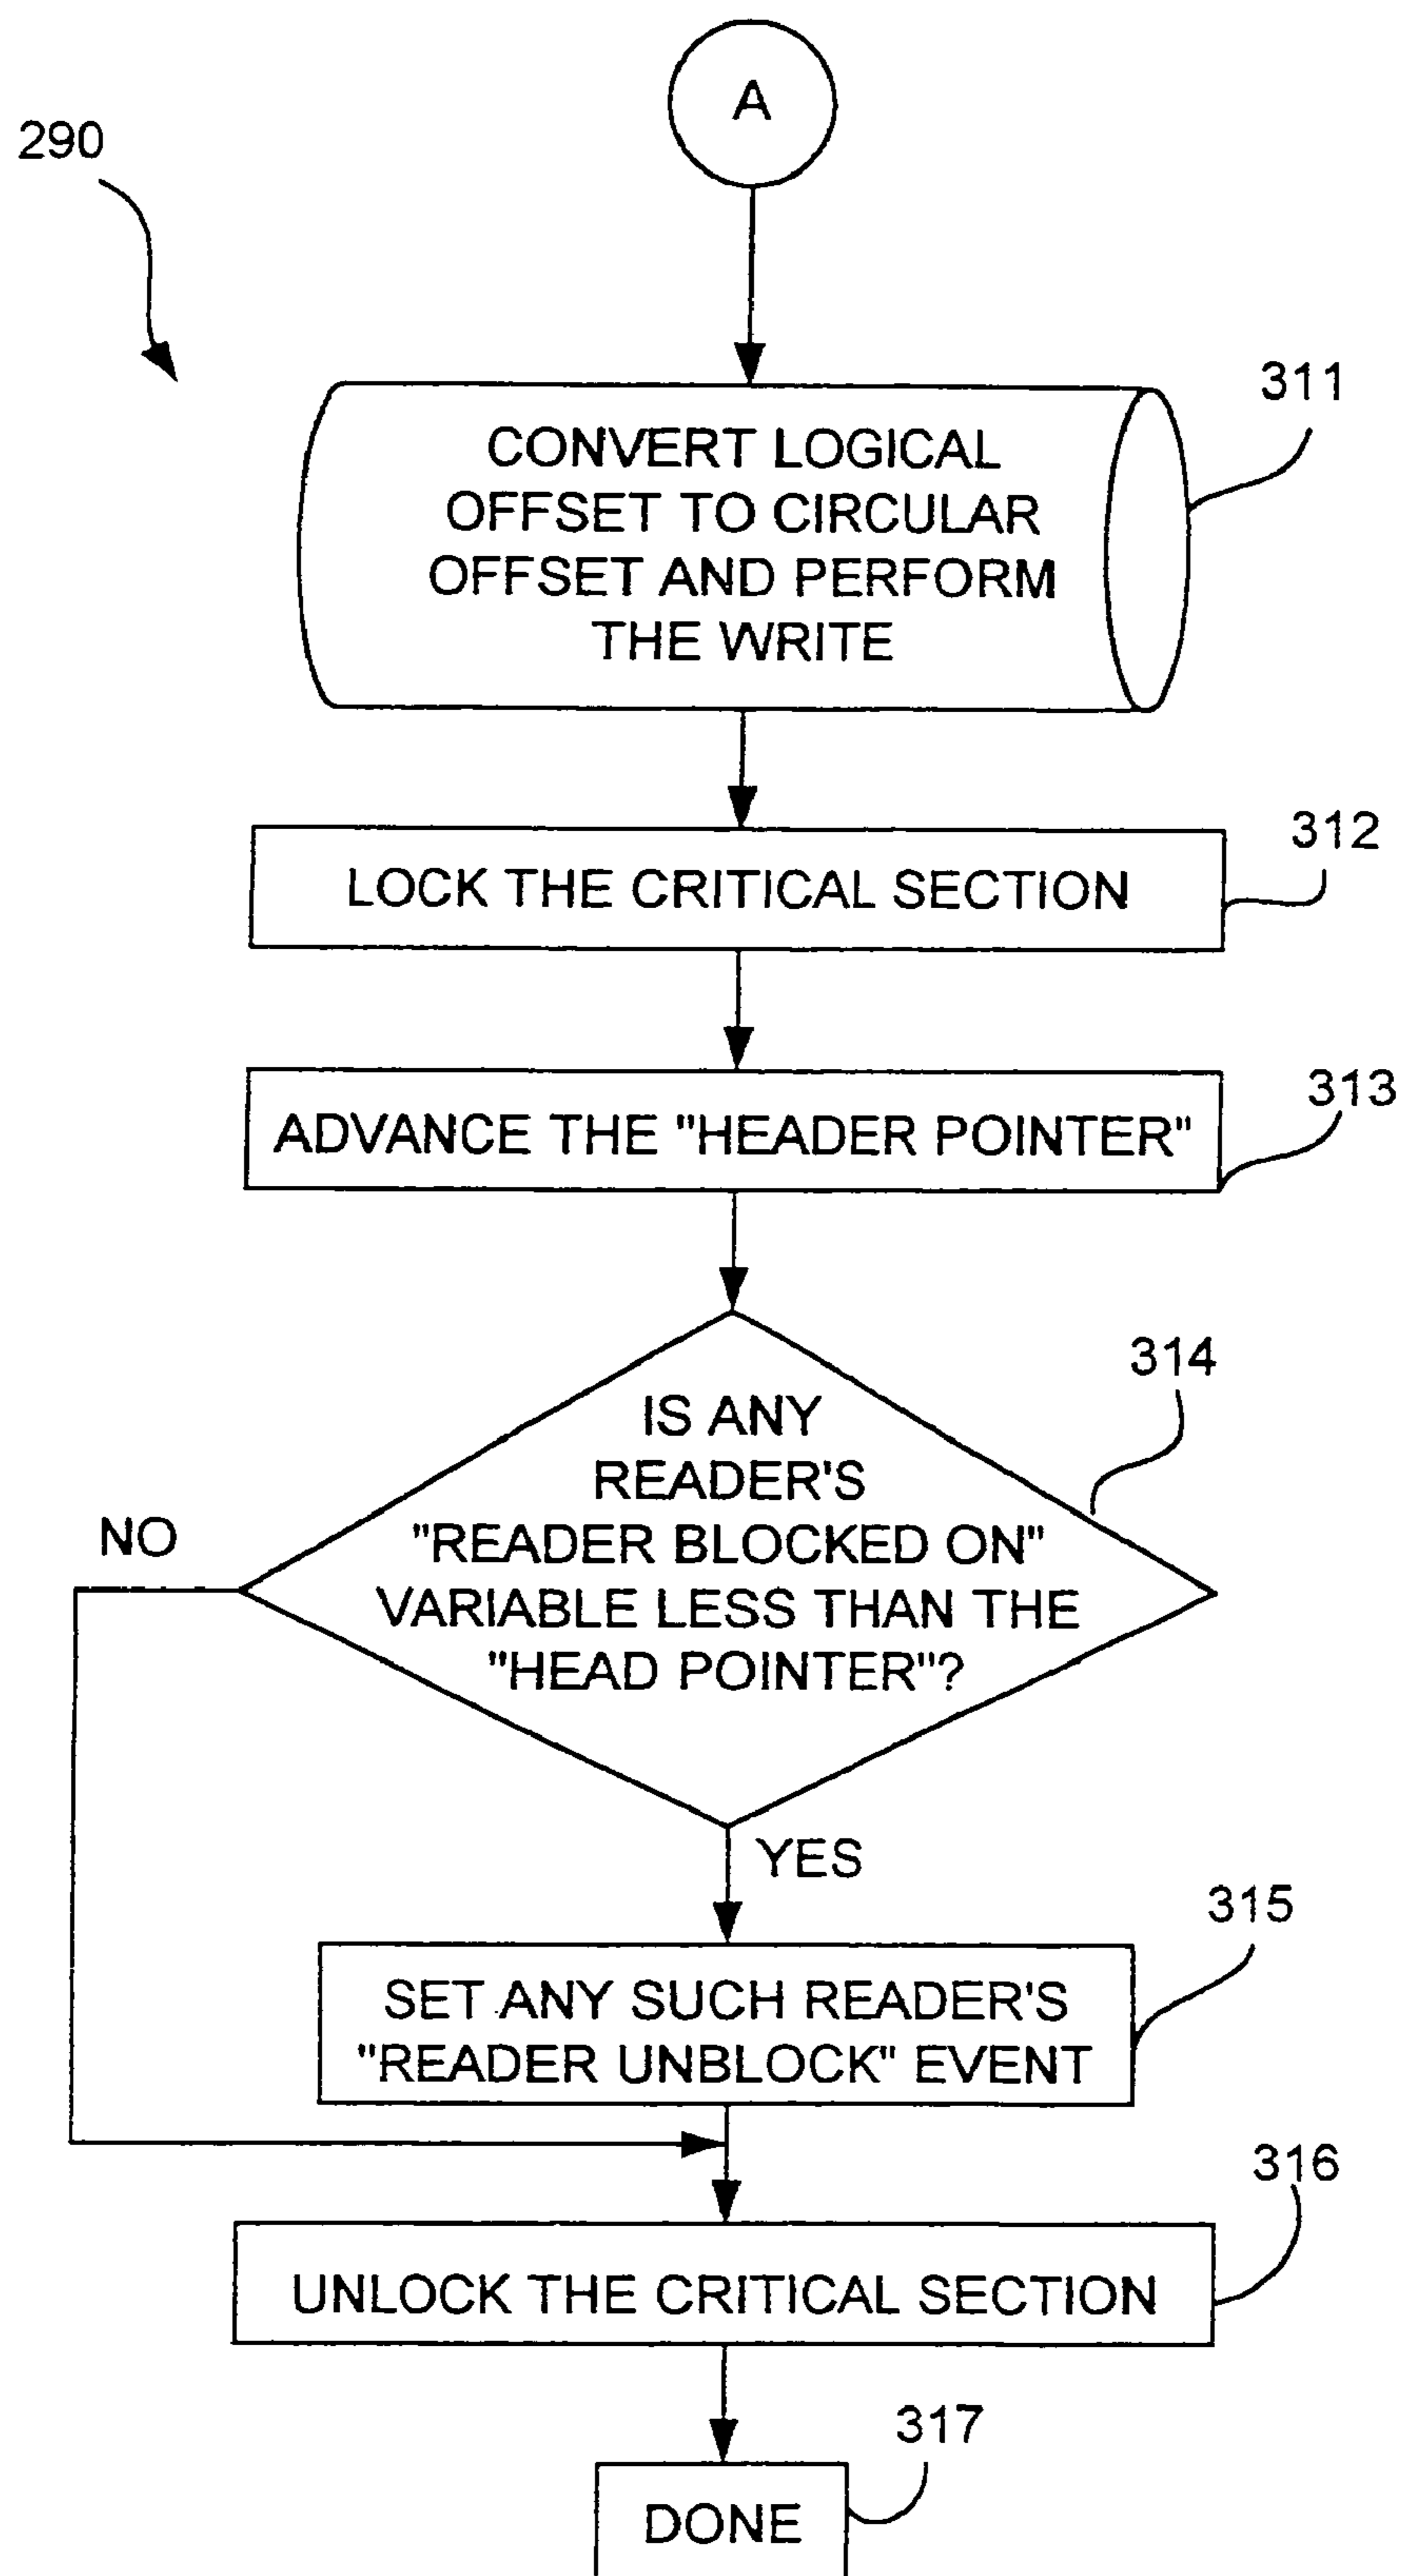 A
290
311
CONVERT LOGICAL
OFFSET TO CIRCULAR
OFFSET AND PERFORM
THE WRITE
312
LOCK THE CRITICAL SECTION
313
ADVANCE THE "HEADER POINTER"
314
IS ANY
READER'S
"READER BLOCKED ON"
VARIABLE LESS THAN THE
"HEAD POINTER"?
NO
YES
315
SET ANY SUCH READER'S
"READER UNBLOCK" EVENT
316
UNLOCK THE CRITICAL SECTION
317
DONE